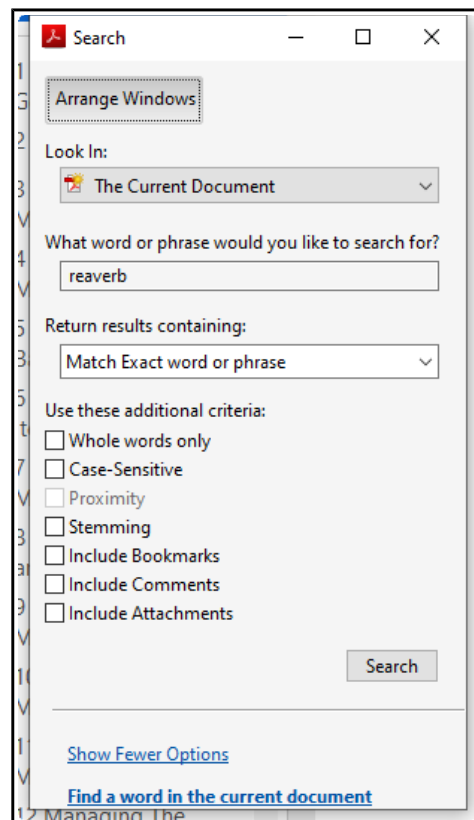 Search
Arrange Windows
Look In:
The Current Document
What word or phrase would you like to search for?
reaverb
Return results containing:
Match Exact word or phrase
Use these additional criteria:
Whole words only
Case-Sensitive
Proximity
Stemming
Include Bookmarks
Include Comments
Include Attachments
Search
Show Fewer Options
Find a word in the current document
12 Managing The